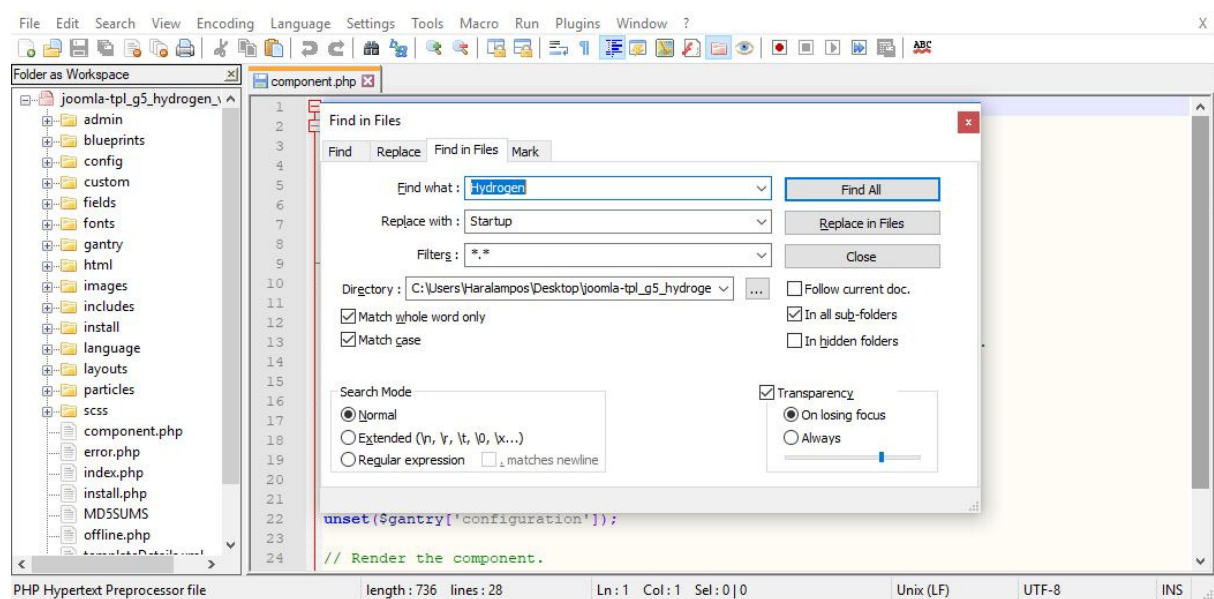 File Edit Search View Encoding Language Settings Tools Macro Run Plugins Window ? X
ABC
Folder as Workspace
component.php
joomla-tpl_g5_hydrogen_
admin
blueprints
config
custom
fields
fonts
gantry
html
images
includes
install
language
layouts
particles
scss
component.php
error.php
index.php
install.php
MD5SUMS
offline.php
1
2
3
4
5
6
7
8
9
10
11
12
13
14
15
16
17
18
19
20
21
22 unset($gantry['configuration']);
23
24 // Render the component.
Find in Files
Find Replace Find in Files Mark
Find what : Hydrogen Find All
Replace with : Startup Replace in Files
Filters : *.* Close
Directory : C:\Users\Haralampos\Desktop\joomla-tpl_g5_hydroge ... Follow current doc.
Match whole word only In all sub-folders
Match case In hidden folders
Search Mode Transparency
Normal On losing focus
Extended (\n, \r, \t, \0, \x...) Always
Regular expression . matches newline
PHP Hypertext Preprocessor file length : 736 lines : 28 Ln : 1 Col : 1 Sel : 0 | 0 Unix (LF) UTF-8 INS